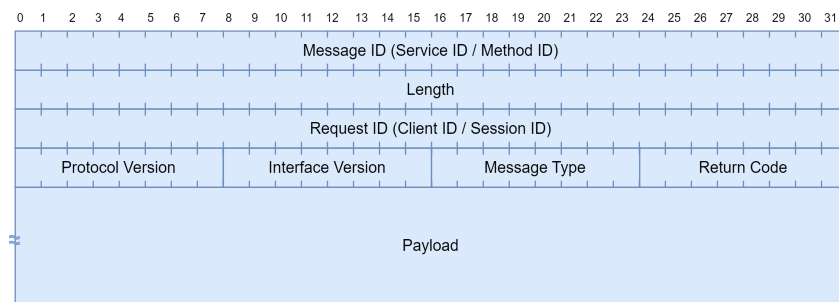 0 1 2 3 4 5 6 7 8 9 10 11 12 13 14 15 16 17 18 19 20 21 22 23 24 25 26 27 28 29 30 31
Message ID (Service ID / Method ID)
Length
Request ID (Client ID / Session ID)
Protocol Version Interface Version Message Type Return Code
Payload